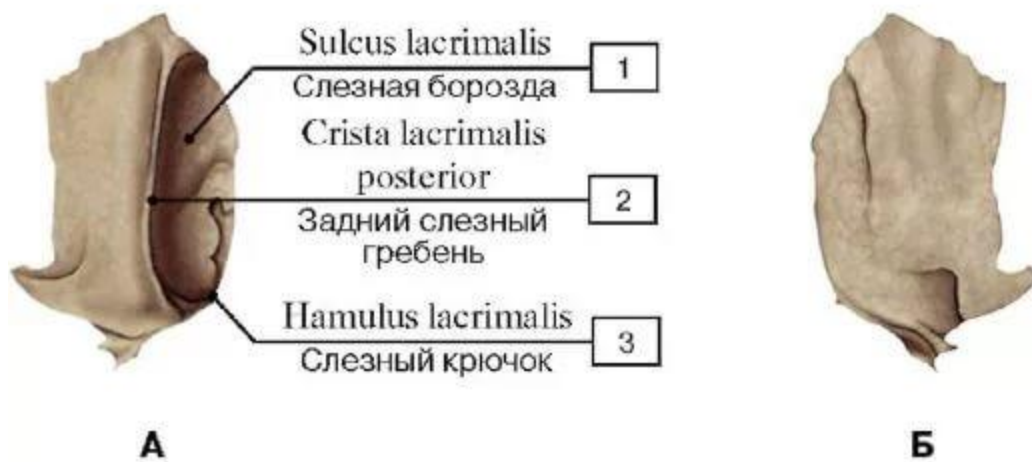 Sulcus lacrimalis
1
Слезная борозда
Crista lacrimalis
posterior
2
Задний слезный
гребень
Hamulus lacrimalis
3
Слезный крючок
А
Б